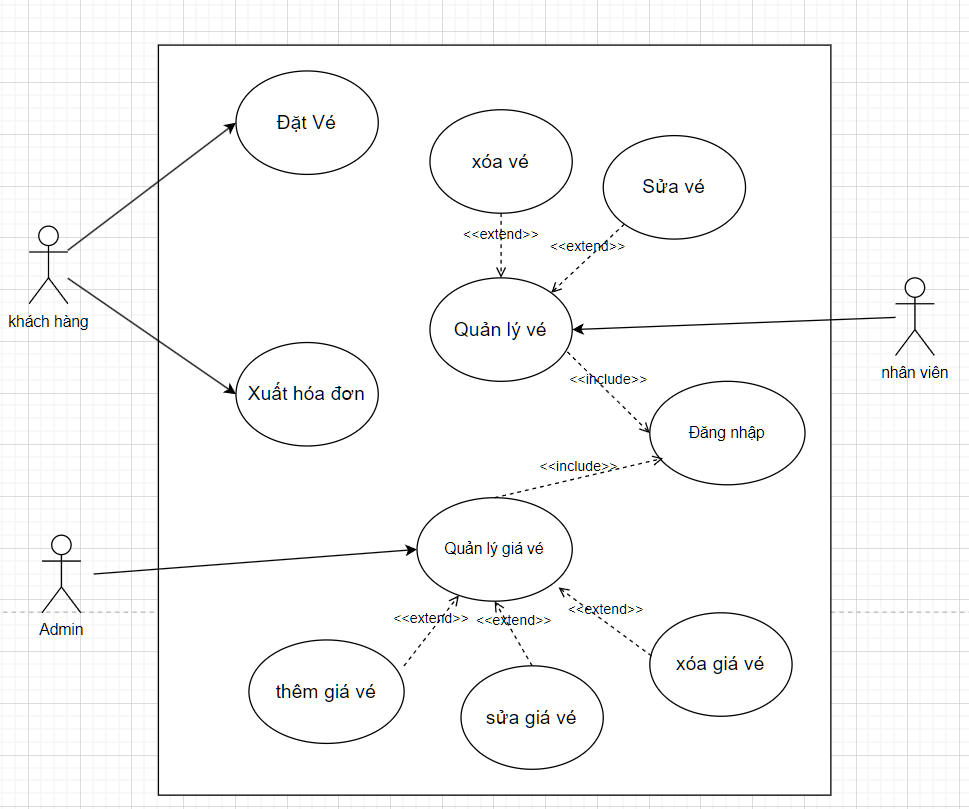 Đặt Vé
xóa vé
Sửa vé
<<extend>>
<<extend>>
khách hàng
Quản lý vé
nhân viên
<<include>>
Xuất hóa đơn
Đăng nhập
<<include>>
Quản lý giá vé
Admin
<<extend>>
<<extend>>
<<extend>>
thêm giá vé
sửa giá vé
xóa giá vé